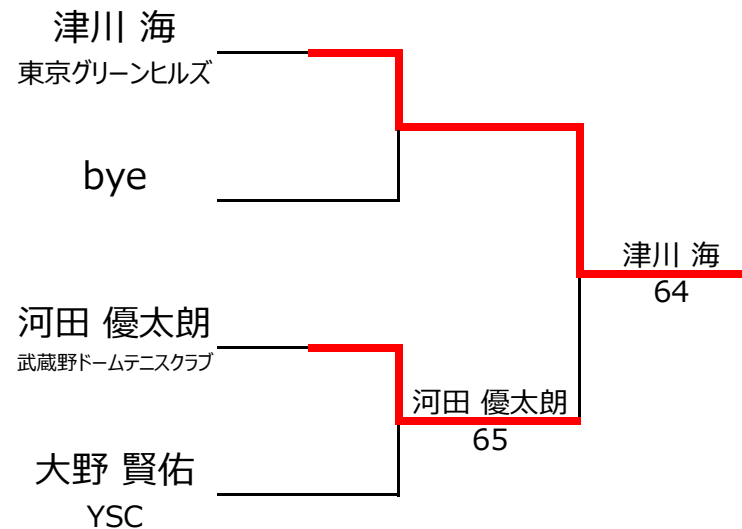 津川 海
東京グリーンヒルズ
bye
河田 優太朗
武蔵野ドームテニスクラブ
大野 賢佑
YSC
河田 優太朗
65
津川 海
64